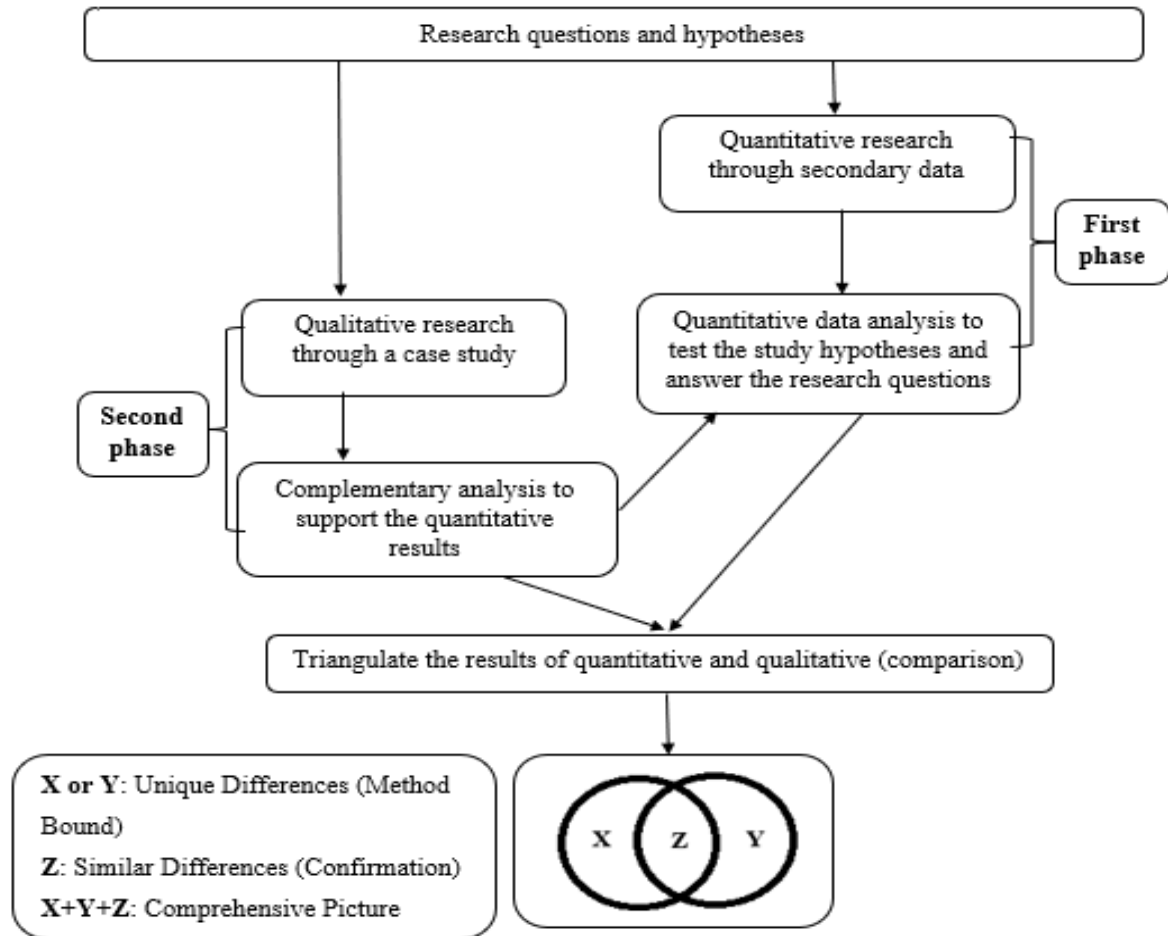 Research questions and hypotheses
Quantitative research
through secondary data
First
phase
Qualitative research
through a case study
Quantitative data analysis to
test the study hypotheses and
answer the research questions
Second
phase
Complementary analysis to
support the quantitative
results
Triangulate the results of quantitative and qualitative (comparison)
X or Y: Unique Differences (Method
Bound)
Z: Similar Differences (Confirmation)
X+Y+Z: Comprehensive Picture
X Z Y